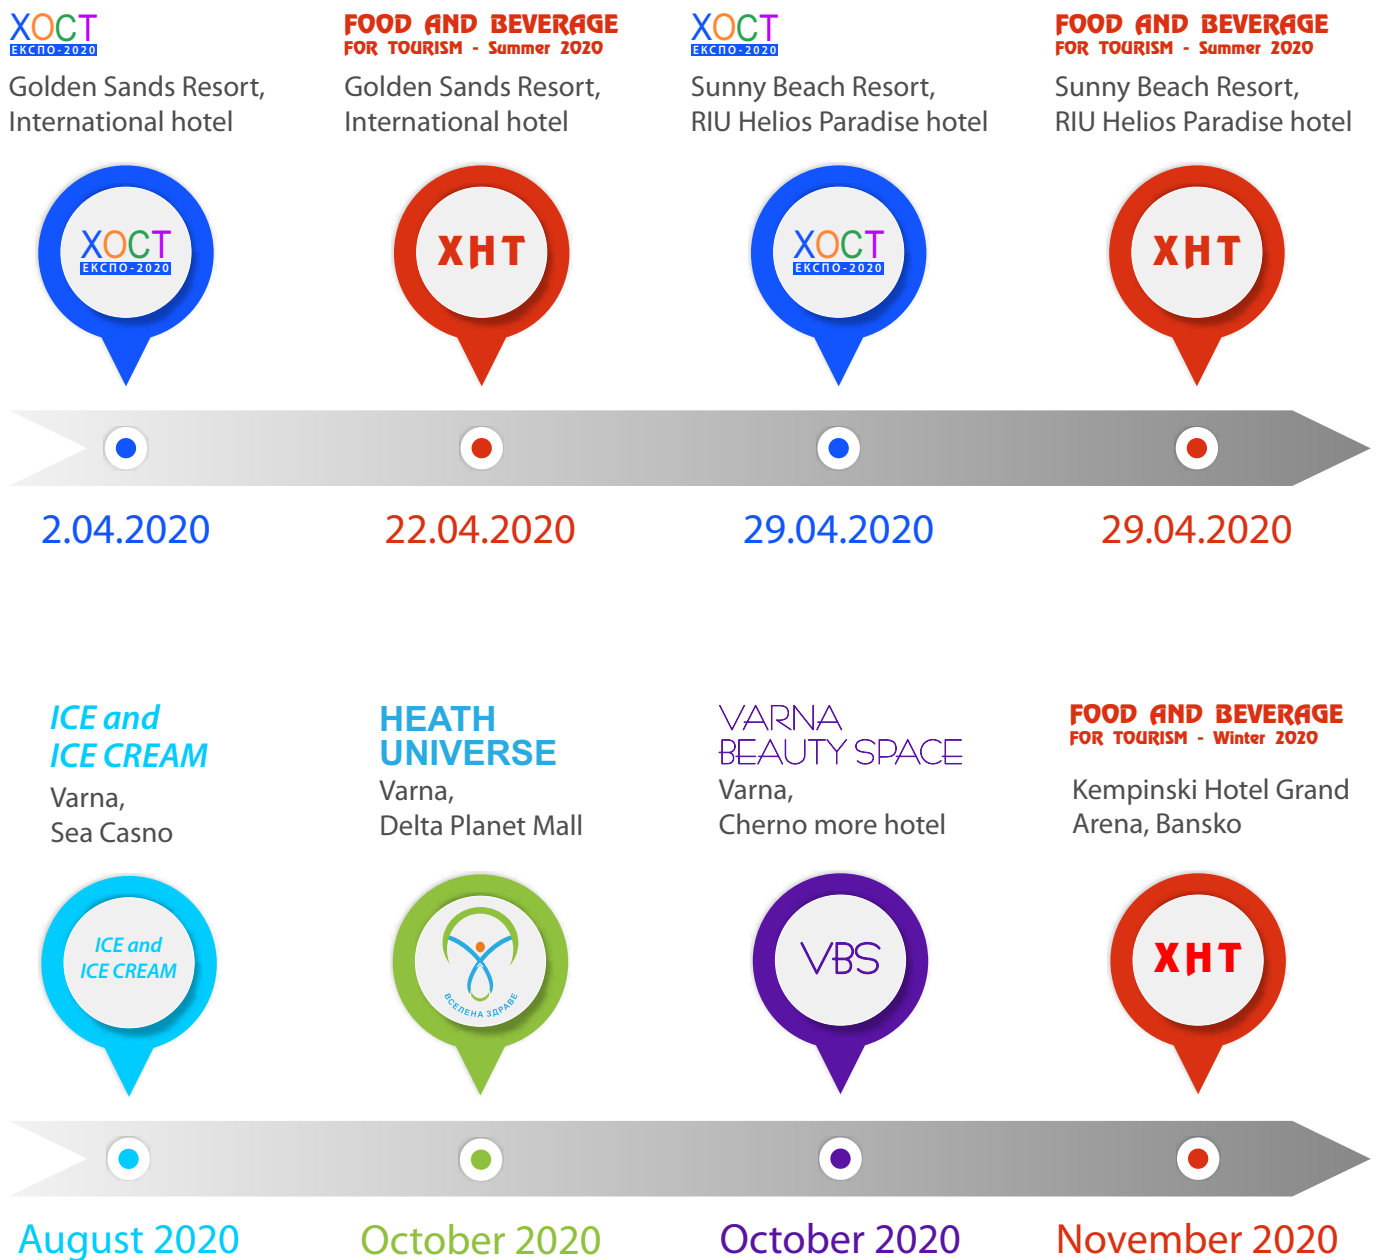 ХОСТ
ЕКСПО-2020
Golden Sands Resort,
International hotel
FOOD AND BEVERAGE
FOR TOURISM - Summer 2020
Golden Sands Resort,
International hotel
ХОСТ
ЕКСПО-2020
Sunny Beach Resort,
RIU Helios Paradise hotel
FOOD AND BEVERAGE
FOR TOURISM - Summer 2020
Sunny Beach Resort,
RIU Helios Paradise hotel
ХОСТ
ЕКСПО-2020
ХНТ
ХОСТ
ЕКСПО-2020
ХНТ
2.04.2020
22.04.2020
29.04.2020
29.04.2020
ICE and
ICE CREAM
Varna,
Sea Casno
HEATH
UNIVERSE
Varna,
Delta Planet Mall
VARNA
BEAUTY SPACE
Varna,
Cherno more hotel
FOOD AND BEVERAGE
FOR TOURISM - Winter 2020
Kempinski Hotel Grand
Arena, Bansko
ICE and
ICE CREAM
ВСЕЛЕНА ЗДРАВЕ
VBS
ХНТ
August 2020
October 2020
October 2020
November 2020